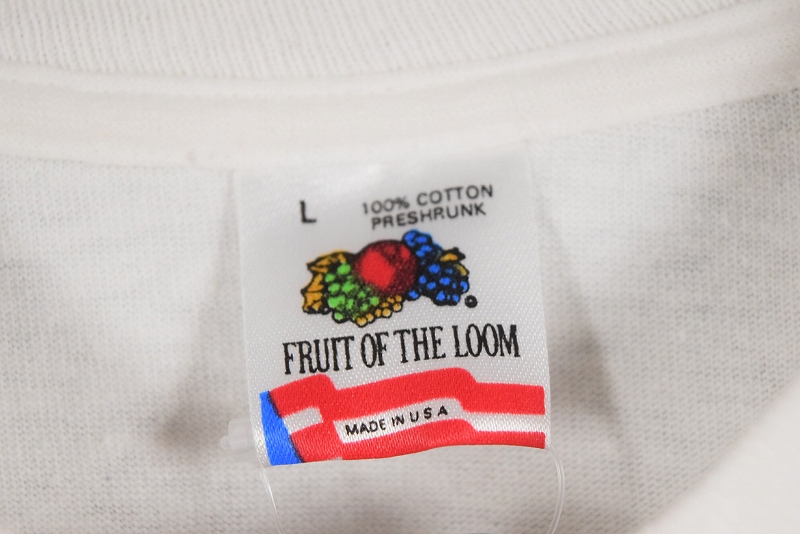 L
100% COTTON
PRESHRUNK
FRUIT OF THE LOOM
MADE IN USA